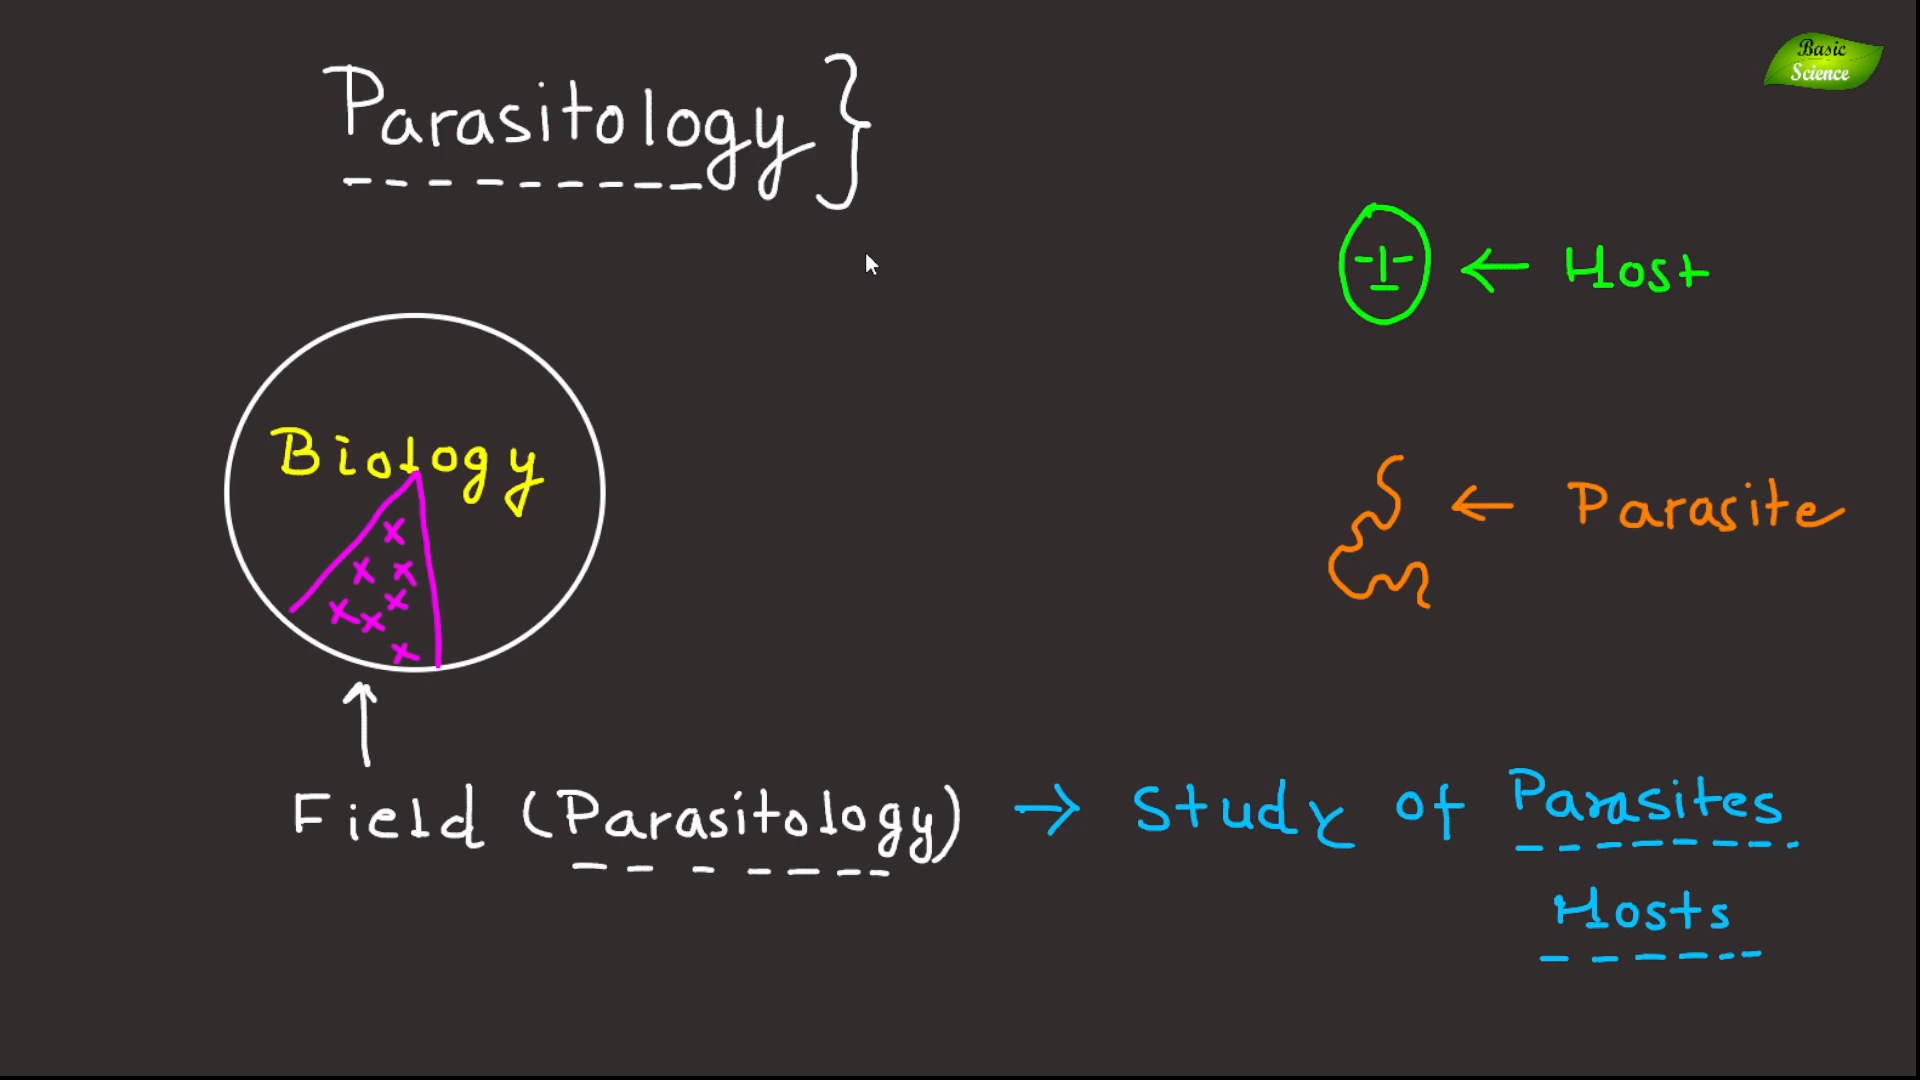 Parasitology}
Basic
Science
← Host
Biology
x
x x
x x x
x
← Parasite
↑
Field (Parasitology) → Study of Parasites
Hosts